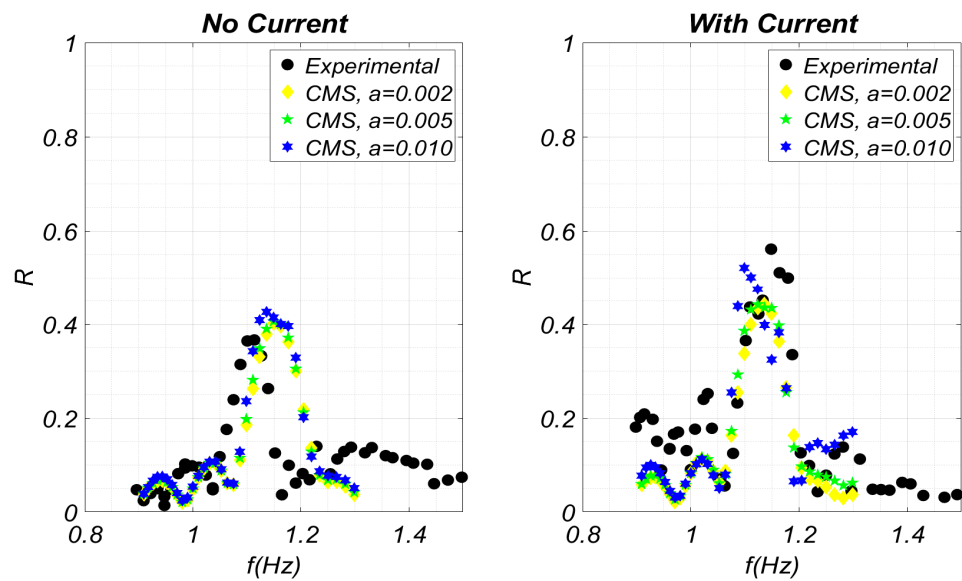 No Current
1
0.8
0.6
0.4
0.2
0
0.8
1
1.2
1.4
R
f(Hz)
Experimental
CMS, a=0.002
CMS, a=0.005
CMS, a=0.010
With Current
1
0.8
0.6
0.4
0.2
0
0.8
1
1.2
1.4
R
f(Hz)
Experimental
CMS, a=0.002
CMS, a=0.005
CMS, a=0.010